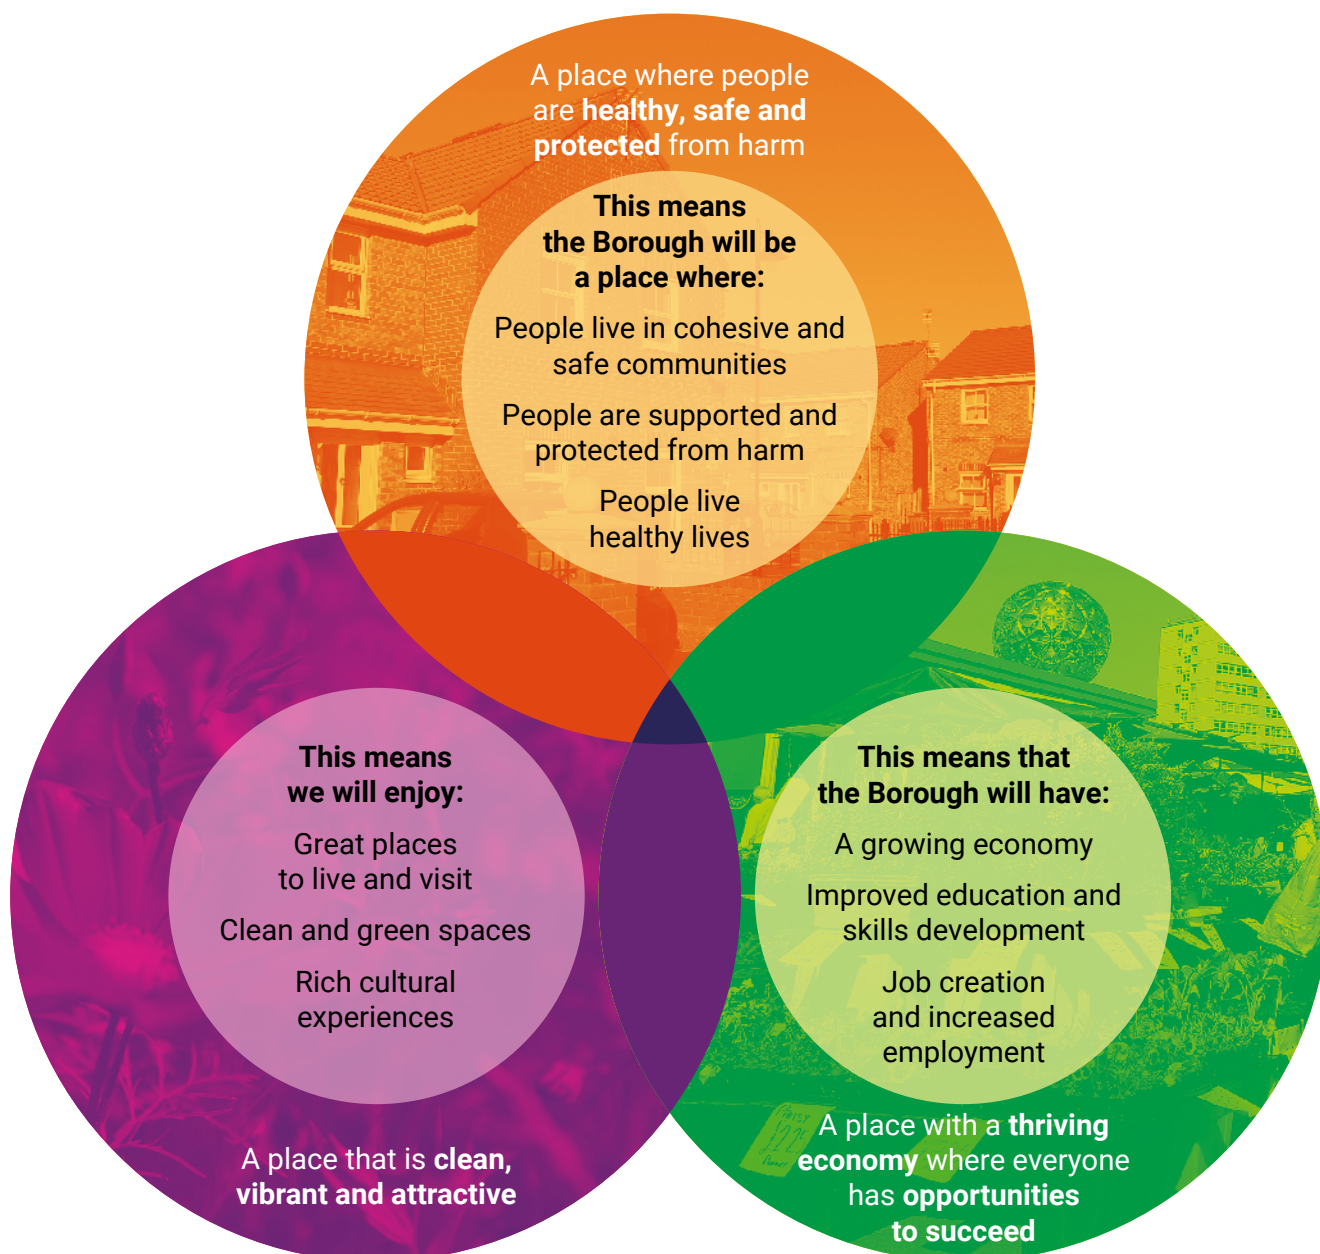 A place where people
are healthy, safe and
protected from harm
This means
the Borough will be
a place where:
People live in cohesive and
safe communities
People are supported and
protected from harm
People live
healthy lives
This means
we will enjoy:
Great places
to live and visit
Clean and green spaces
Rich cultural
experiences
A place that is clean,
vibrant and attractive
This means that
the Borough will have:
A growing economy
Improved education and
skills development
Job creation
and increased
employment
A place with a thriving
economy where everyone
has opportunities
to succeed